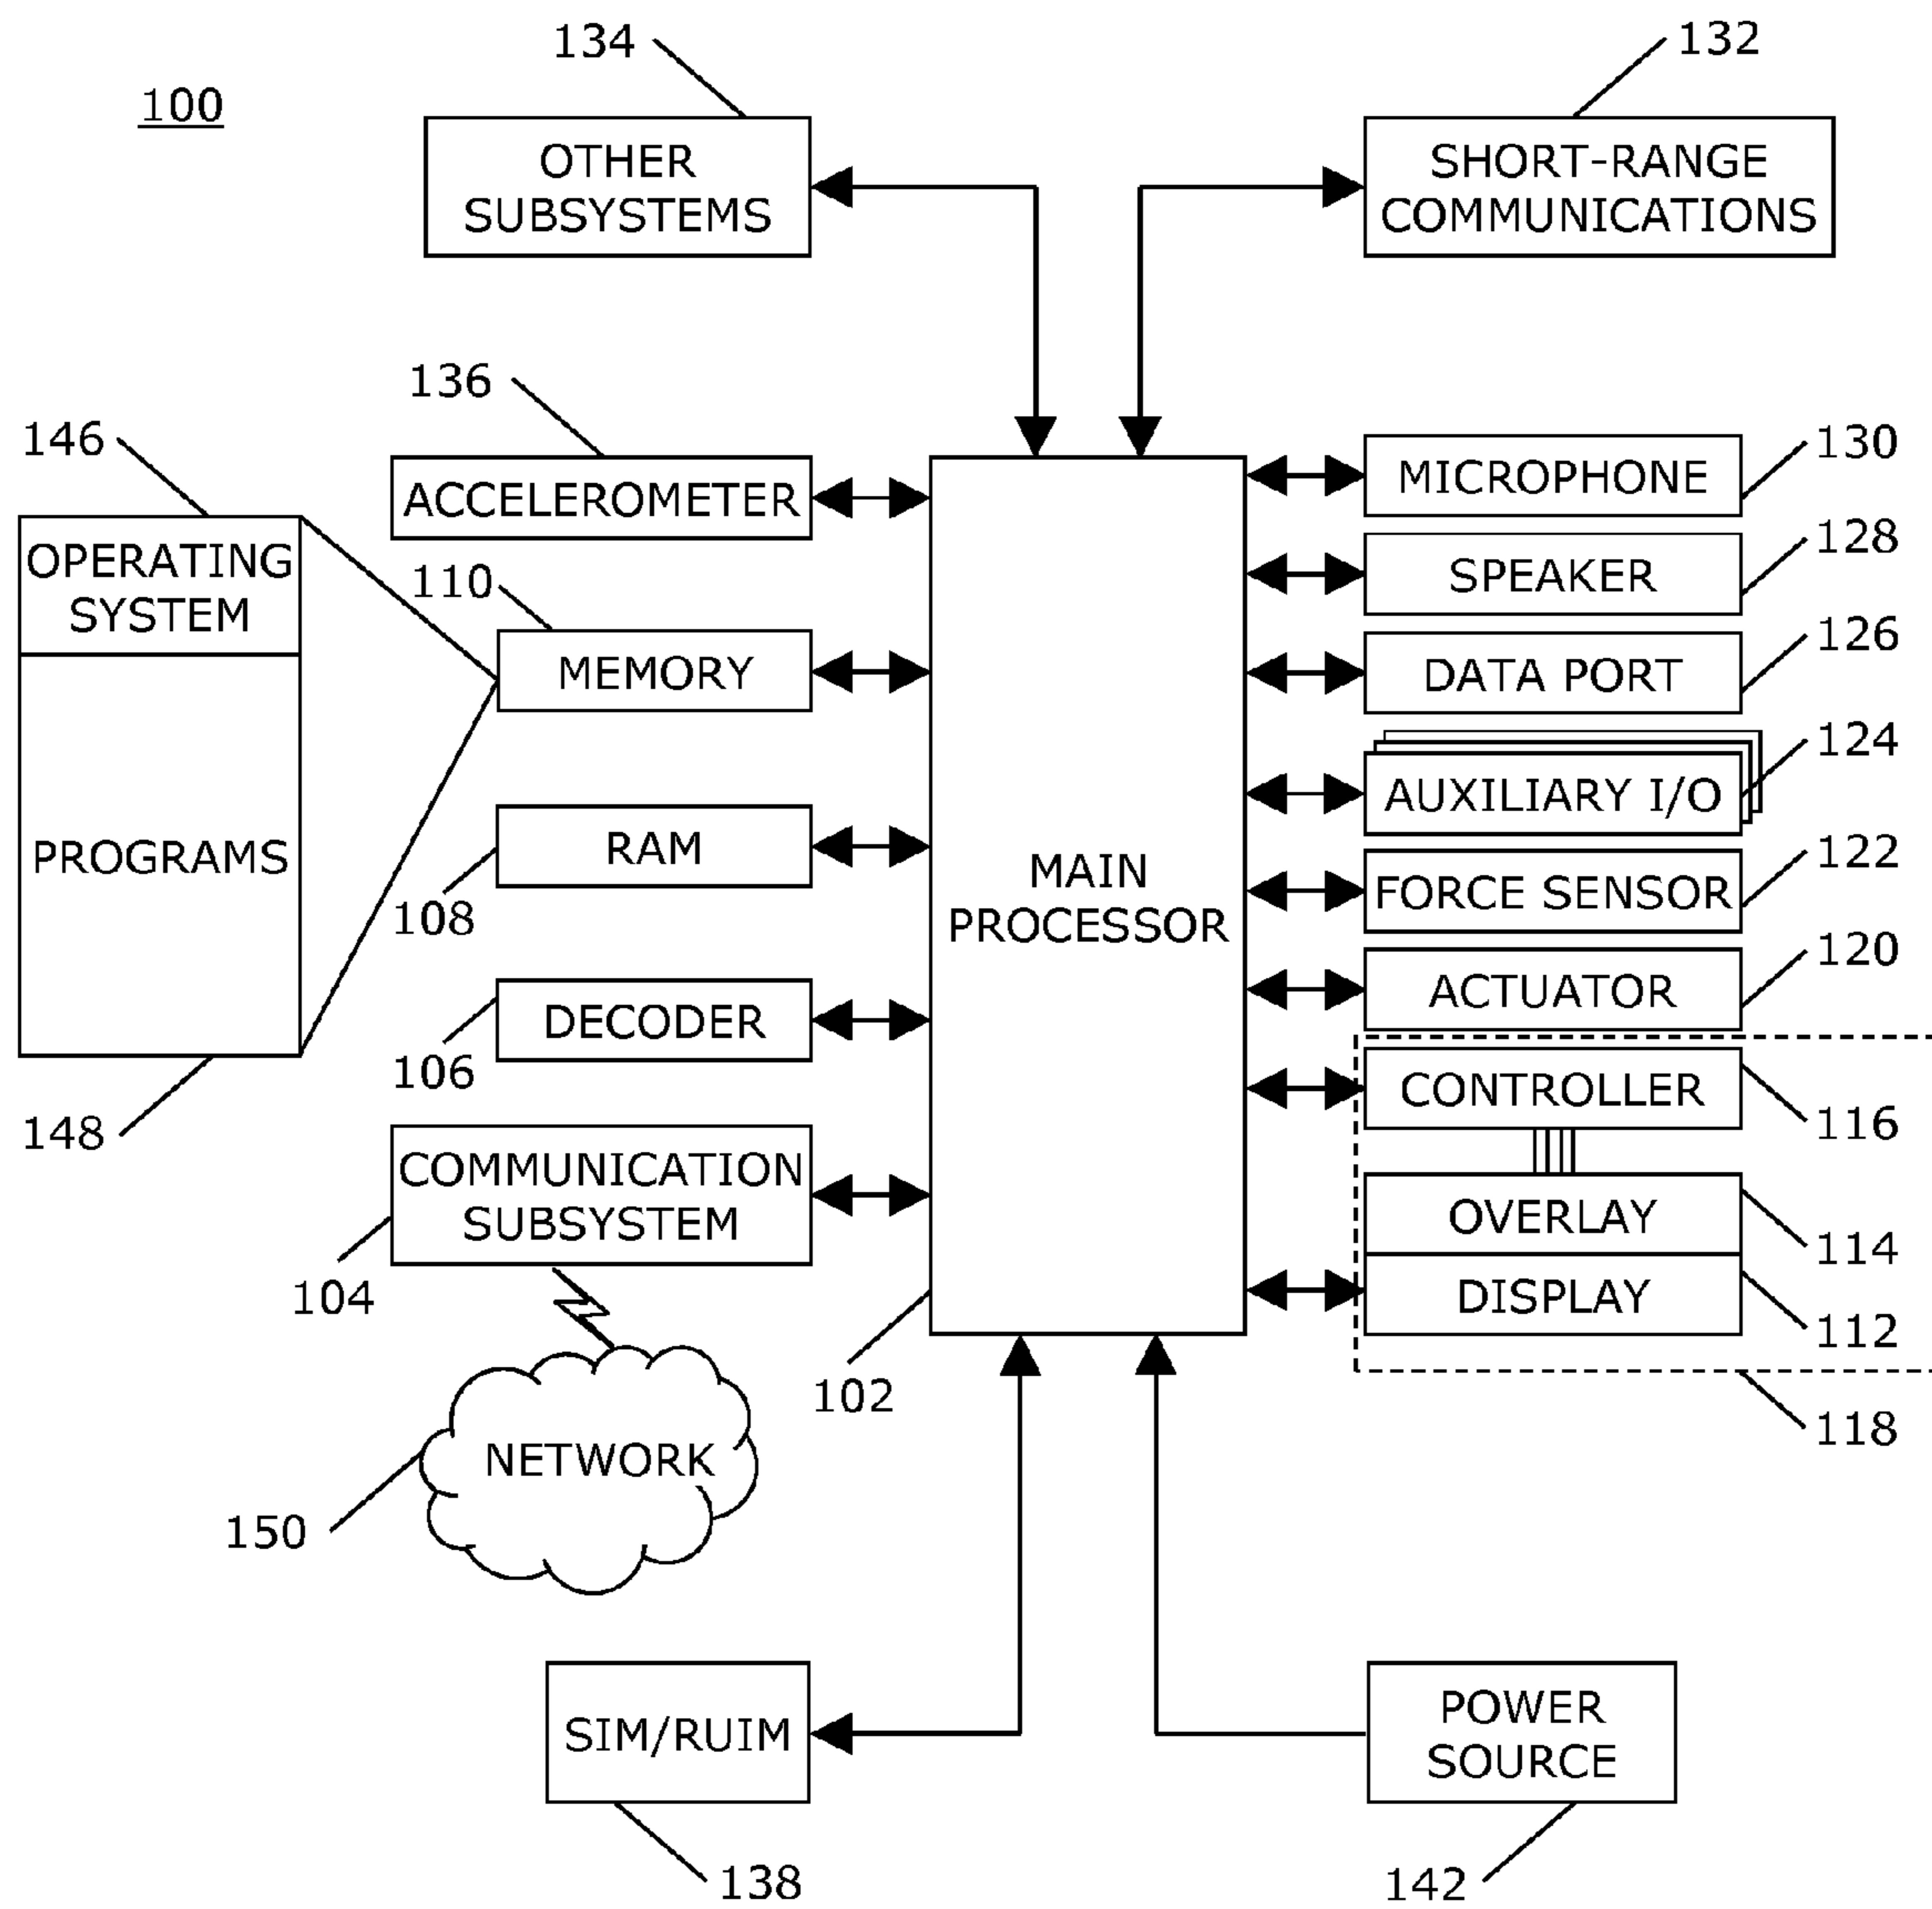 134
132
100
OTHER
SUBSYSTEMS
SHORT-RANGE
COMMUNICATIONS
136
146
130
ACCELEROMETER
MICROPHONE
128
OPERATING
SYSTEM
110
SPEAKER
126
MEMORY
DATA PORT
124
AUXILIARY I/O
PROGRAMS
RAM
108
MAIN
PROCESSOR
122
FORCE SENSOR
120
DECODER
106
ACTUATOR
CONTROLLER
116
148
COMMUNICATION
SUBSYSTEM
104
OVERLAY
114
DISPLAY
112
102
118
NETWORK
150
SIM/RUIM
POWER
SOURCE
138
142